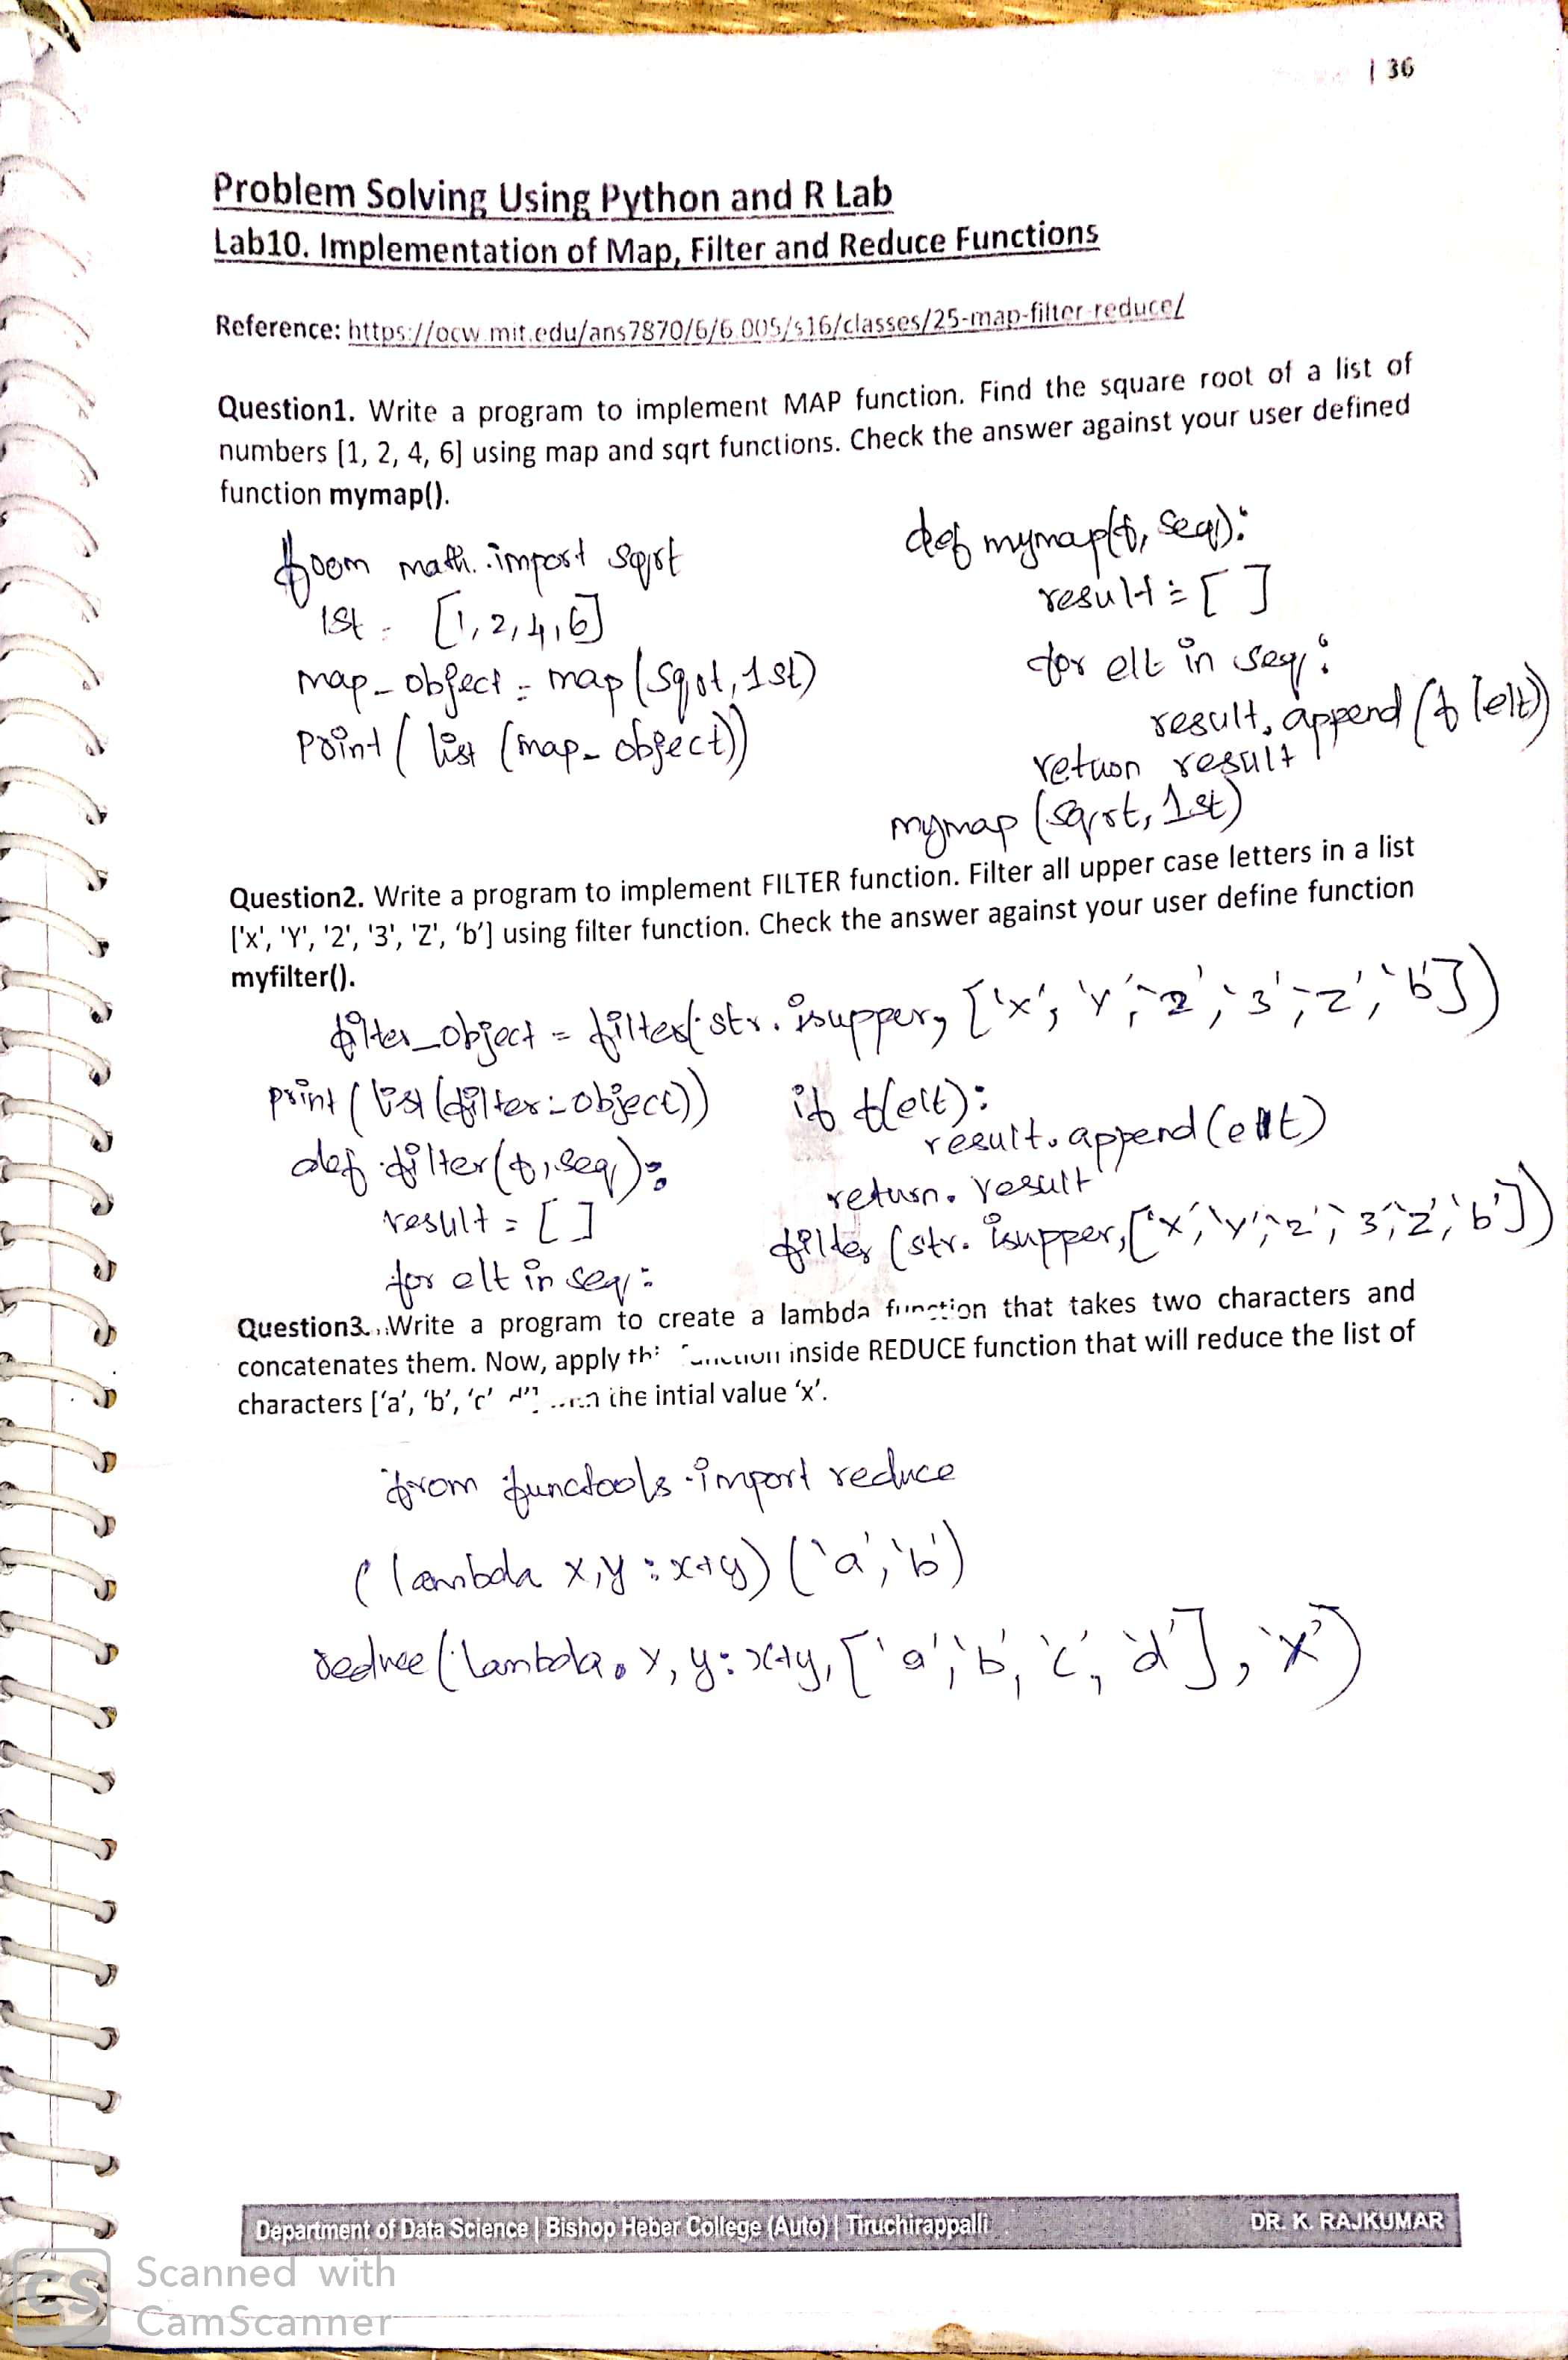 | 36
Problem Solving Using Python and R Lab
Lab10. Implementation of Map, Filter and Reduce Functions
Reference: https://ocw.mit.edu/ans7870/6/6.005/s16/classes/25-map-filter-reduce/
Question1. Write a program to implement MAP function. Find the square root of a list of
numbers [1, 2, 4, 6] using map and sqrt functions. Check the answer against your user defined
function mymap().
from math. import sqrt
lst = [1,2,4,6]
map_object = map (sqrt, lst)
print ( list (map_object))
def mymap(f, seq):
result = [ ]
for elt in seq:
result. append (f (elt))
return result
mymap (sqrt, lst)
Question2. Write a program to implement FILTER function. Filter all upper case letters in a list
['x', 'Y', '2', '3', 'Z', 'b'] using filter function. Check the answer against your user define function
myfilter().
filter_object = filter( str. isupper, ['x', 'Y', '2', '3', 'Z', 'b'])
print ( list (filter_object))
def filter (f, seq):
result = [ ]
for elt in seq:
if f(elt):
result. append (elt)
return. result
filter (str. isupper, ['x', 'y', '2', '3', 'Z', 'b'])
Question3. Write a program to create a lambda function that takes two characters and
concatenates them. Now, apply inside REDUCE function that will reduce the list of
characters ['a', 'b', 'c' the intial value 'x'.
from functools import reduce
( lambda x,y : x+y) ('a', 'b')
reduce ( lambda x, y: x+y, ['a', 'b', 'c', 'd'], 'x')
Department of Data Science | Bishop Heber College (Auto) | Tiruchirappalli
DR. K. RAJKUMAR
CS
Scanned with
CamScanner